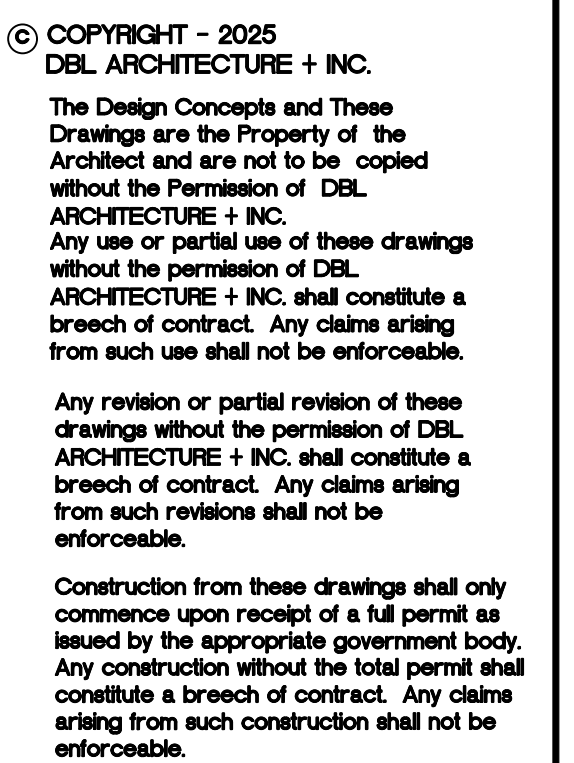 © COPYRIGHT - 2025
DBL ARCHITECTURE + INC.
The Design Concepts and These
Drawings are the Property of the
Architect and are not to be copied
without the Permission of DBL
ARCHITECTURE + INC.
Any use or partial use of these drawings
without the permission of DBL
ARCHITECTURE + INC. shall constitute a
breech of contract. Any claims arising
from such use shall not be enforceable.
Any revision or partial revision of these
drawings without the permission of DBL
ARCHITECTURE + INC. shall constitute a
breech of contract. Any claims arising
from such revisions shall not be
enforceable.
Construction from these drawings shall only
commence upon receipt of a full permit as
issued by the appropriate government body.
Any construction without the total permit shall
constitute a breech of contract. Any claims
arising from such construction shall not be
enforceable.